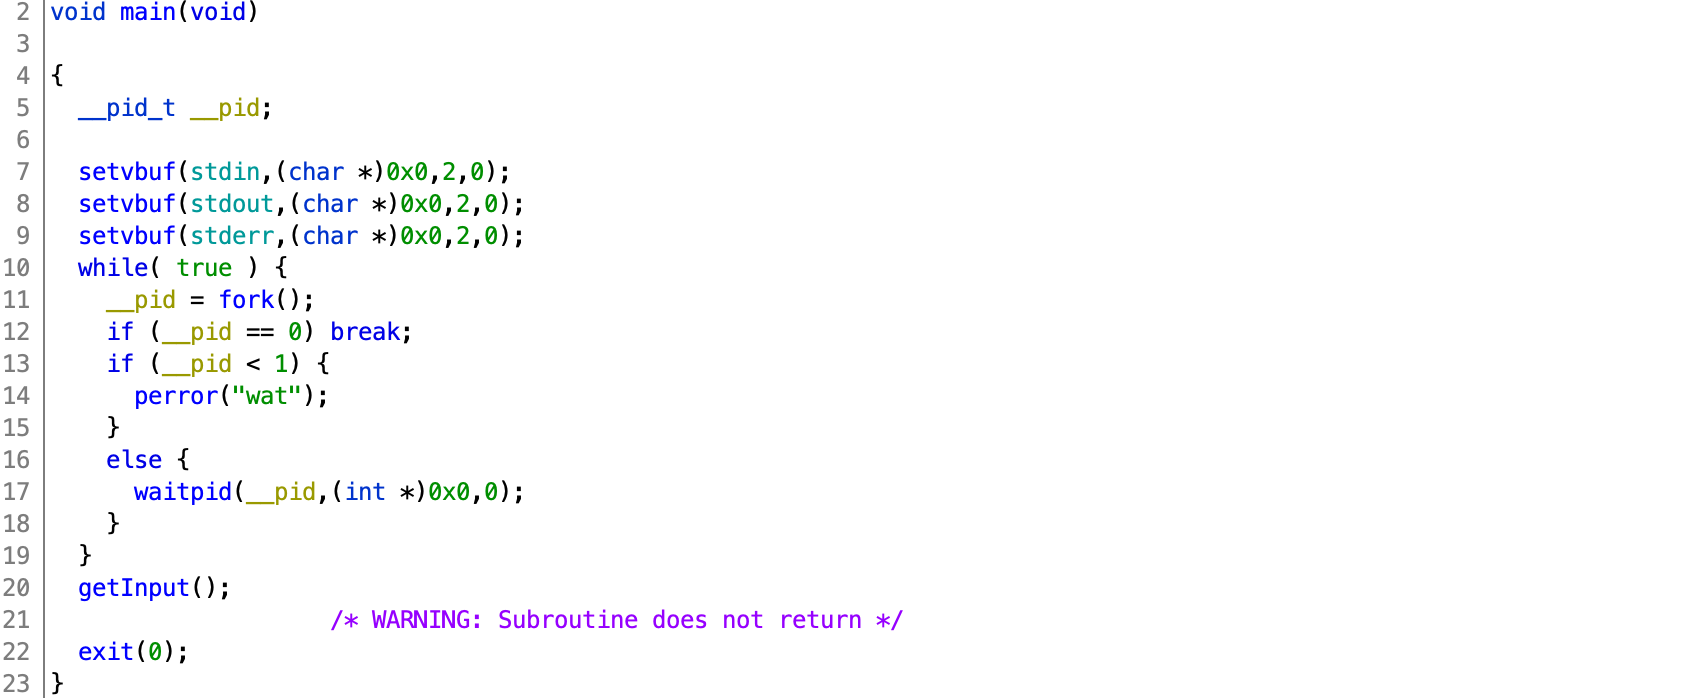 2 void main(void)
3
4 {
5 __pid_t __pid;
6
7 setvbuf(stdin,(char *)0x0,2,0);
8 setvbuf(stdout,(char *)0x0,2,0);
9 setvbuf(stderr,(char *)0x0,2,0);
10 while( true ) {
11 __pid = fork();
12 if (__pid == 0) break;
13 if (__pid < 1) {
14 perror("wat");
15 }
16 else {
17 waitpid(__pid,(int *)0x0,0);
18 }
19 }
20 getInput();
21 /* WARNING: Subroutine does not return */
22 exit(0);
23 }